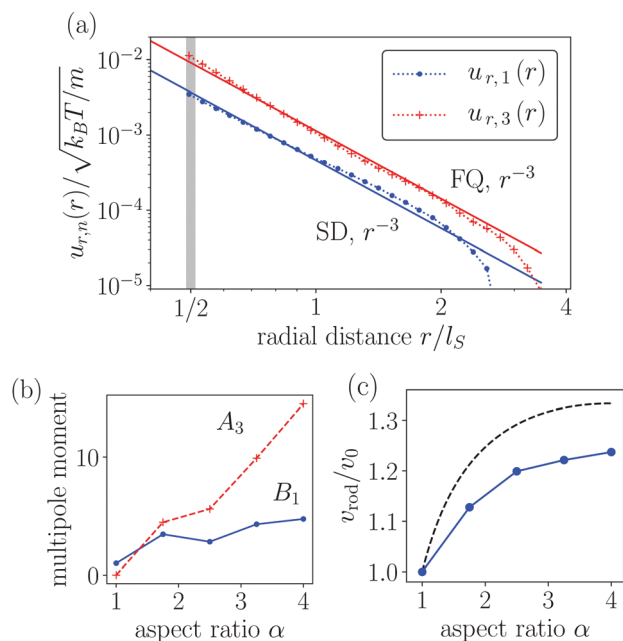 (a)
u_{r,n}(r)/√(k_B T/m)
10^{-2}
10^{-3}
10^{-4}
10^{-5}
u_{r,1}(r)
u_{r,3}(r)
FQ, r^{-3}
SD, r^{-3}
1/2 1 2 4
radial distance r/l_S
(b)
multipole moment
10
0
A_3
B_1
1 2 3 4
aspect ratio α
(c)
v_{rod}/v_0
1.3
1.2
1.1
1.0
1 2 3 4
aspect ratio α